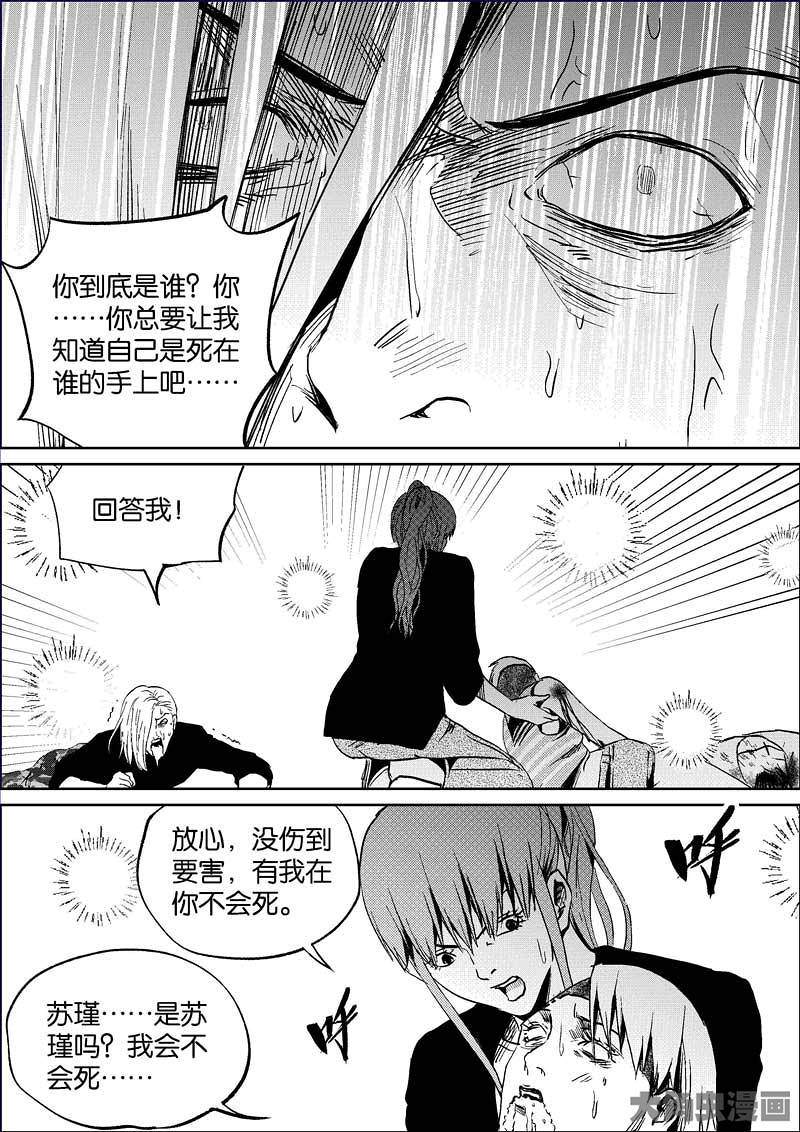 你到底是谁？你
……你总要让我
知道自己是死在
谁的手上吧……
回答我！
放心，没伤到
要害，有我在
你不会死。
呼
苏瑾……是苏
瑾吗？我会不
会死……
呼